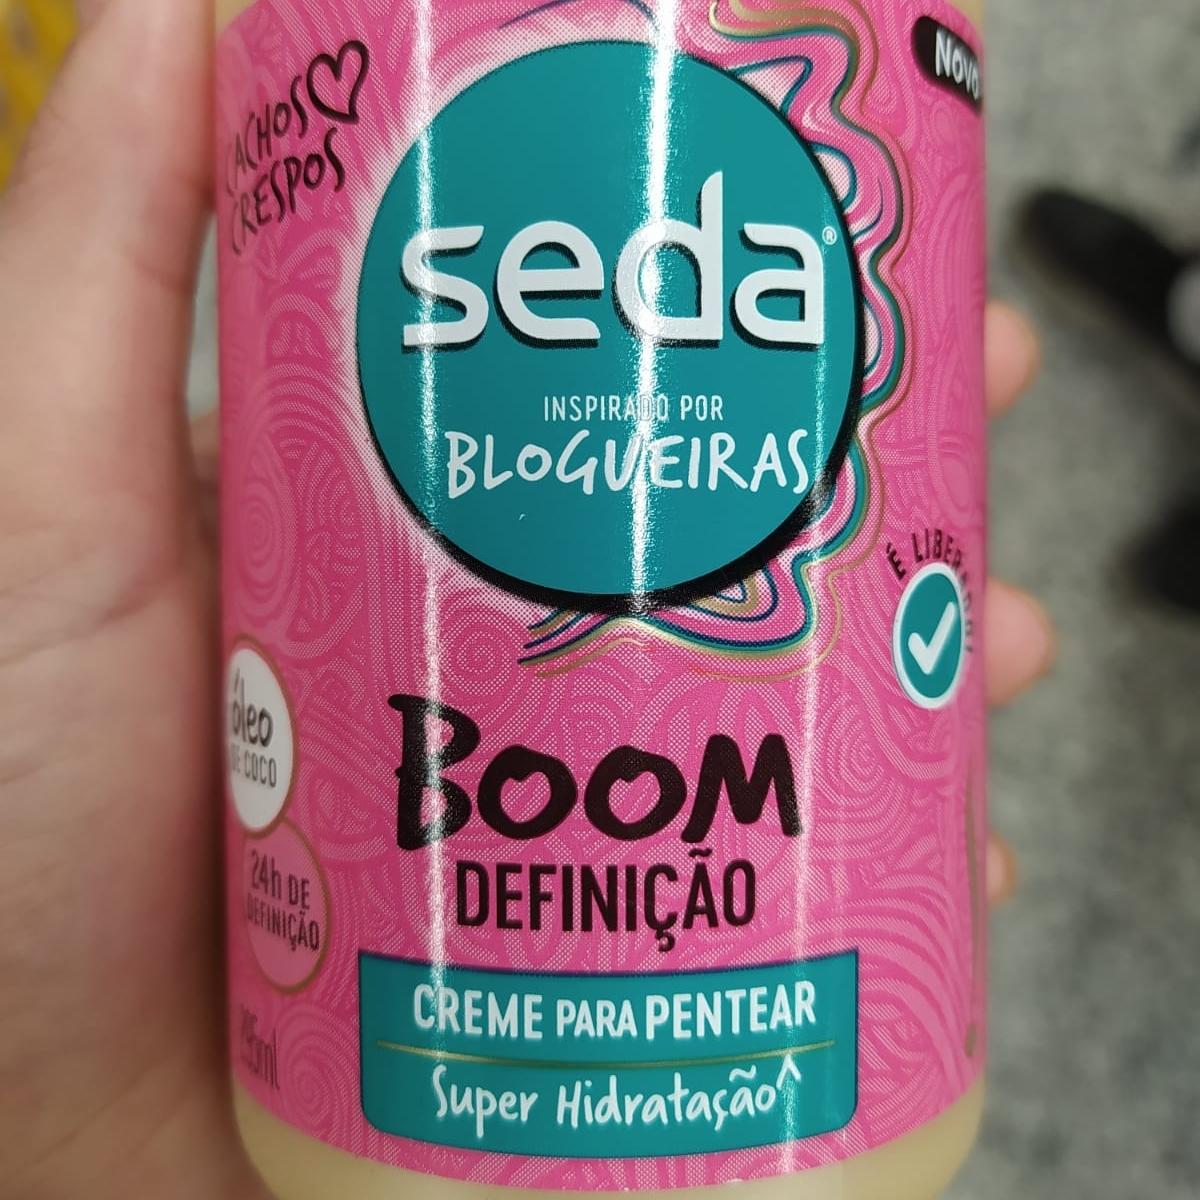 CACHOS
CRESPOS
Novo
seda®
INSPIRADO POR
BLOGUEIRAS
É LIBERADO!
óleo
DE COCO
BOOM
DEFINIÇÃO
24h DE
DEFINIÇÃO
CREME PARA PENTEAR
Super Hidratação^